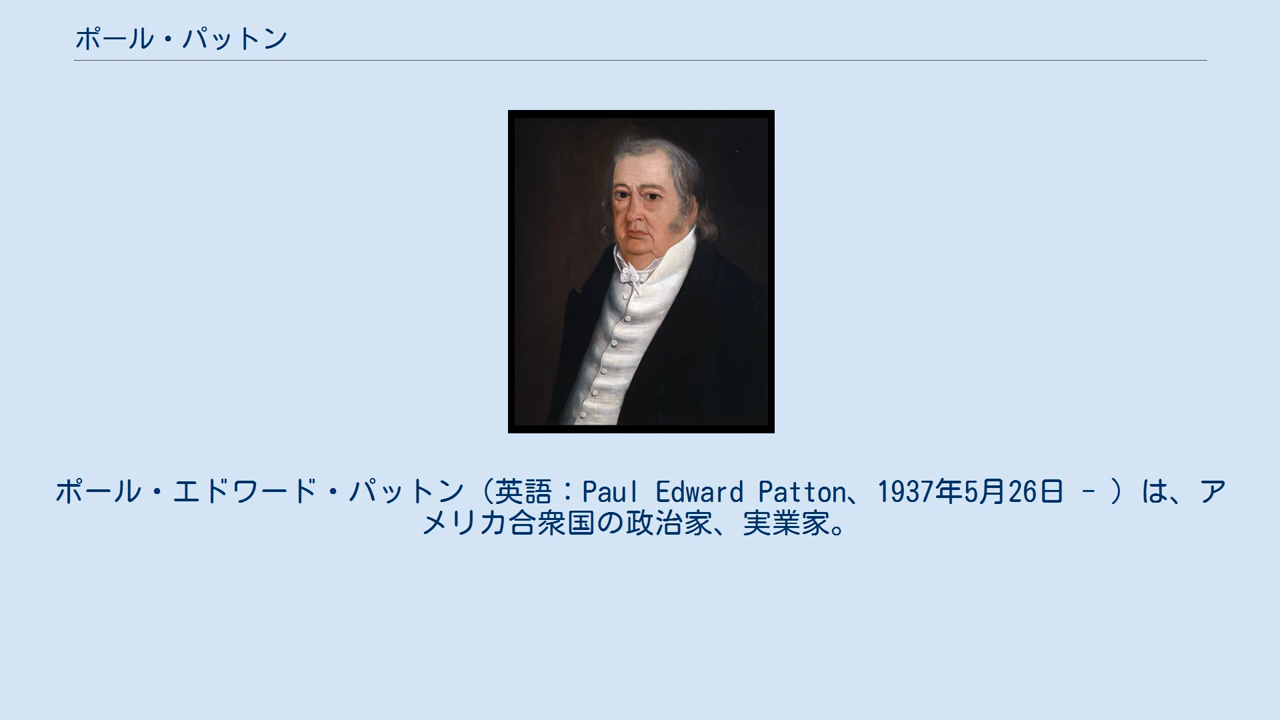 ポール・パットン
ポール・エドワード・パットン（英語：Paul Edward Patton、1937年5月26日 - ）は、ア
メリカ合衆国の政治家、実業家。